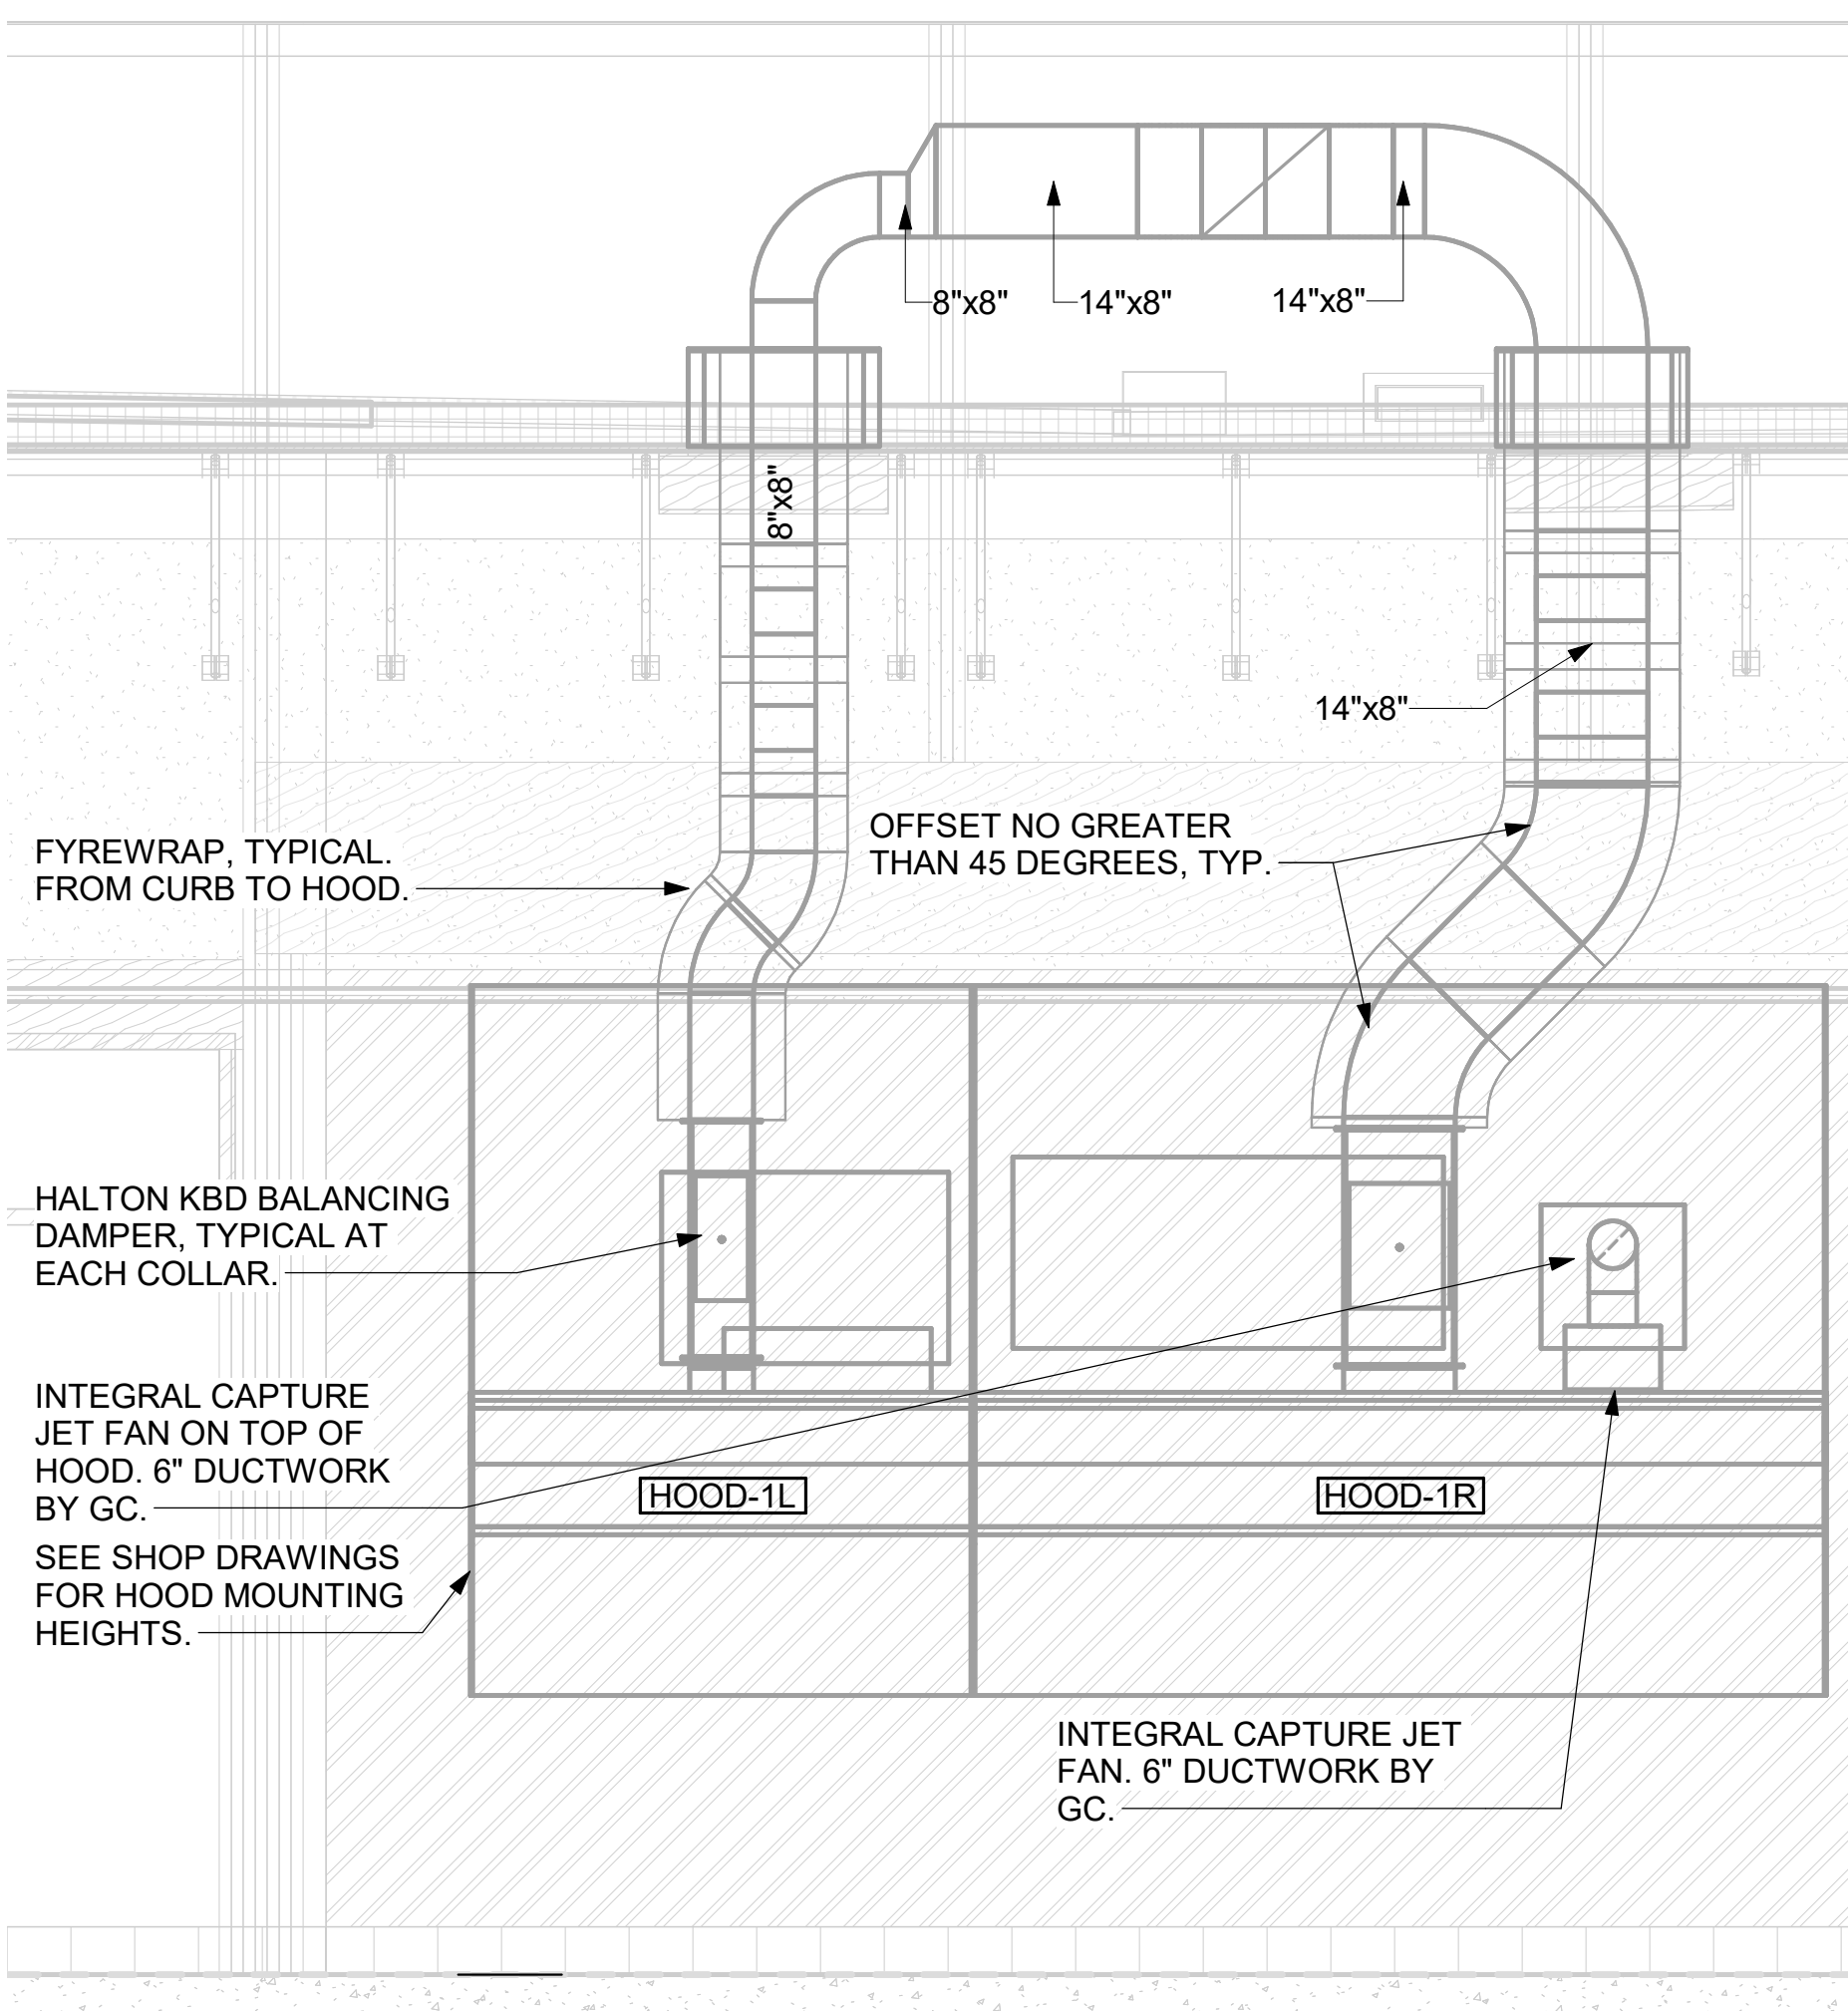 8"x8"
14"x8"
14"x8"
8"x8"
14"x8"
OFFSET NO GREATER
THAN 45 DEGREES, TYP.
FYREWRAP, TYPICAL.
FROM CURB TO HOOD.
HALTON KBD BALANCING
DAMPER, TYPICAL AT
EACH COLLAR.
INTEGRAL CAPTURE
JET FAN ON TOP OF
HOOD. 6" DUCTWORK
BY GC.
HOOD-1L
HOOD-1R
SEE SHOP DRAWINGS
FOR HOOD MOUNTING
HEIGHTS.
INTEGRAL CAPTURE JET
FAN. 6" DUCTWORK BY
GC.